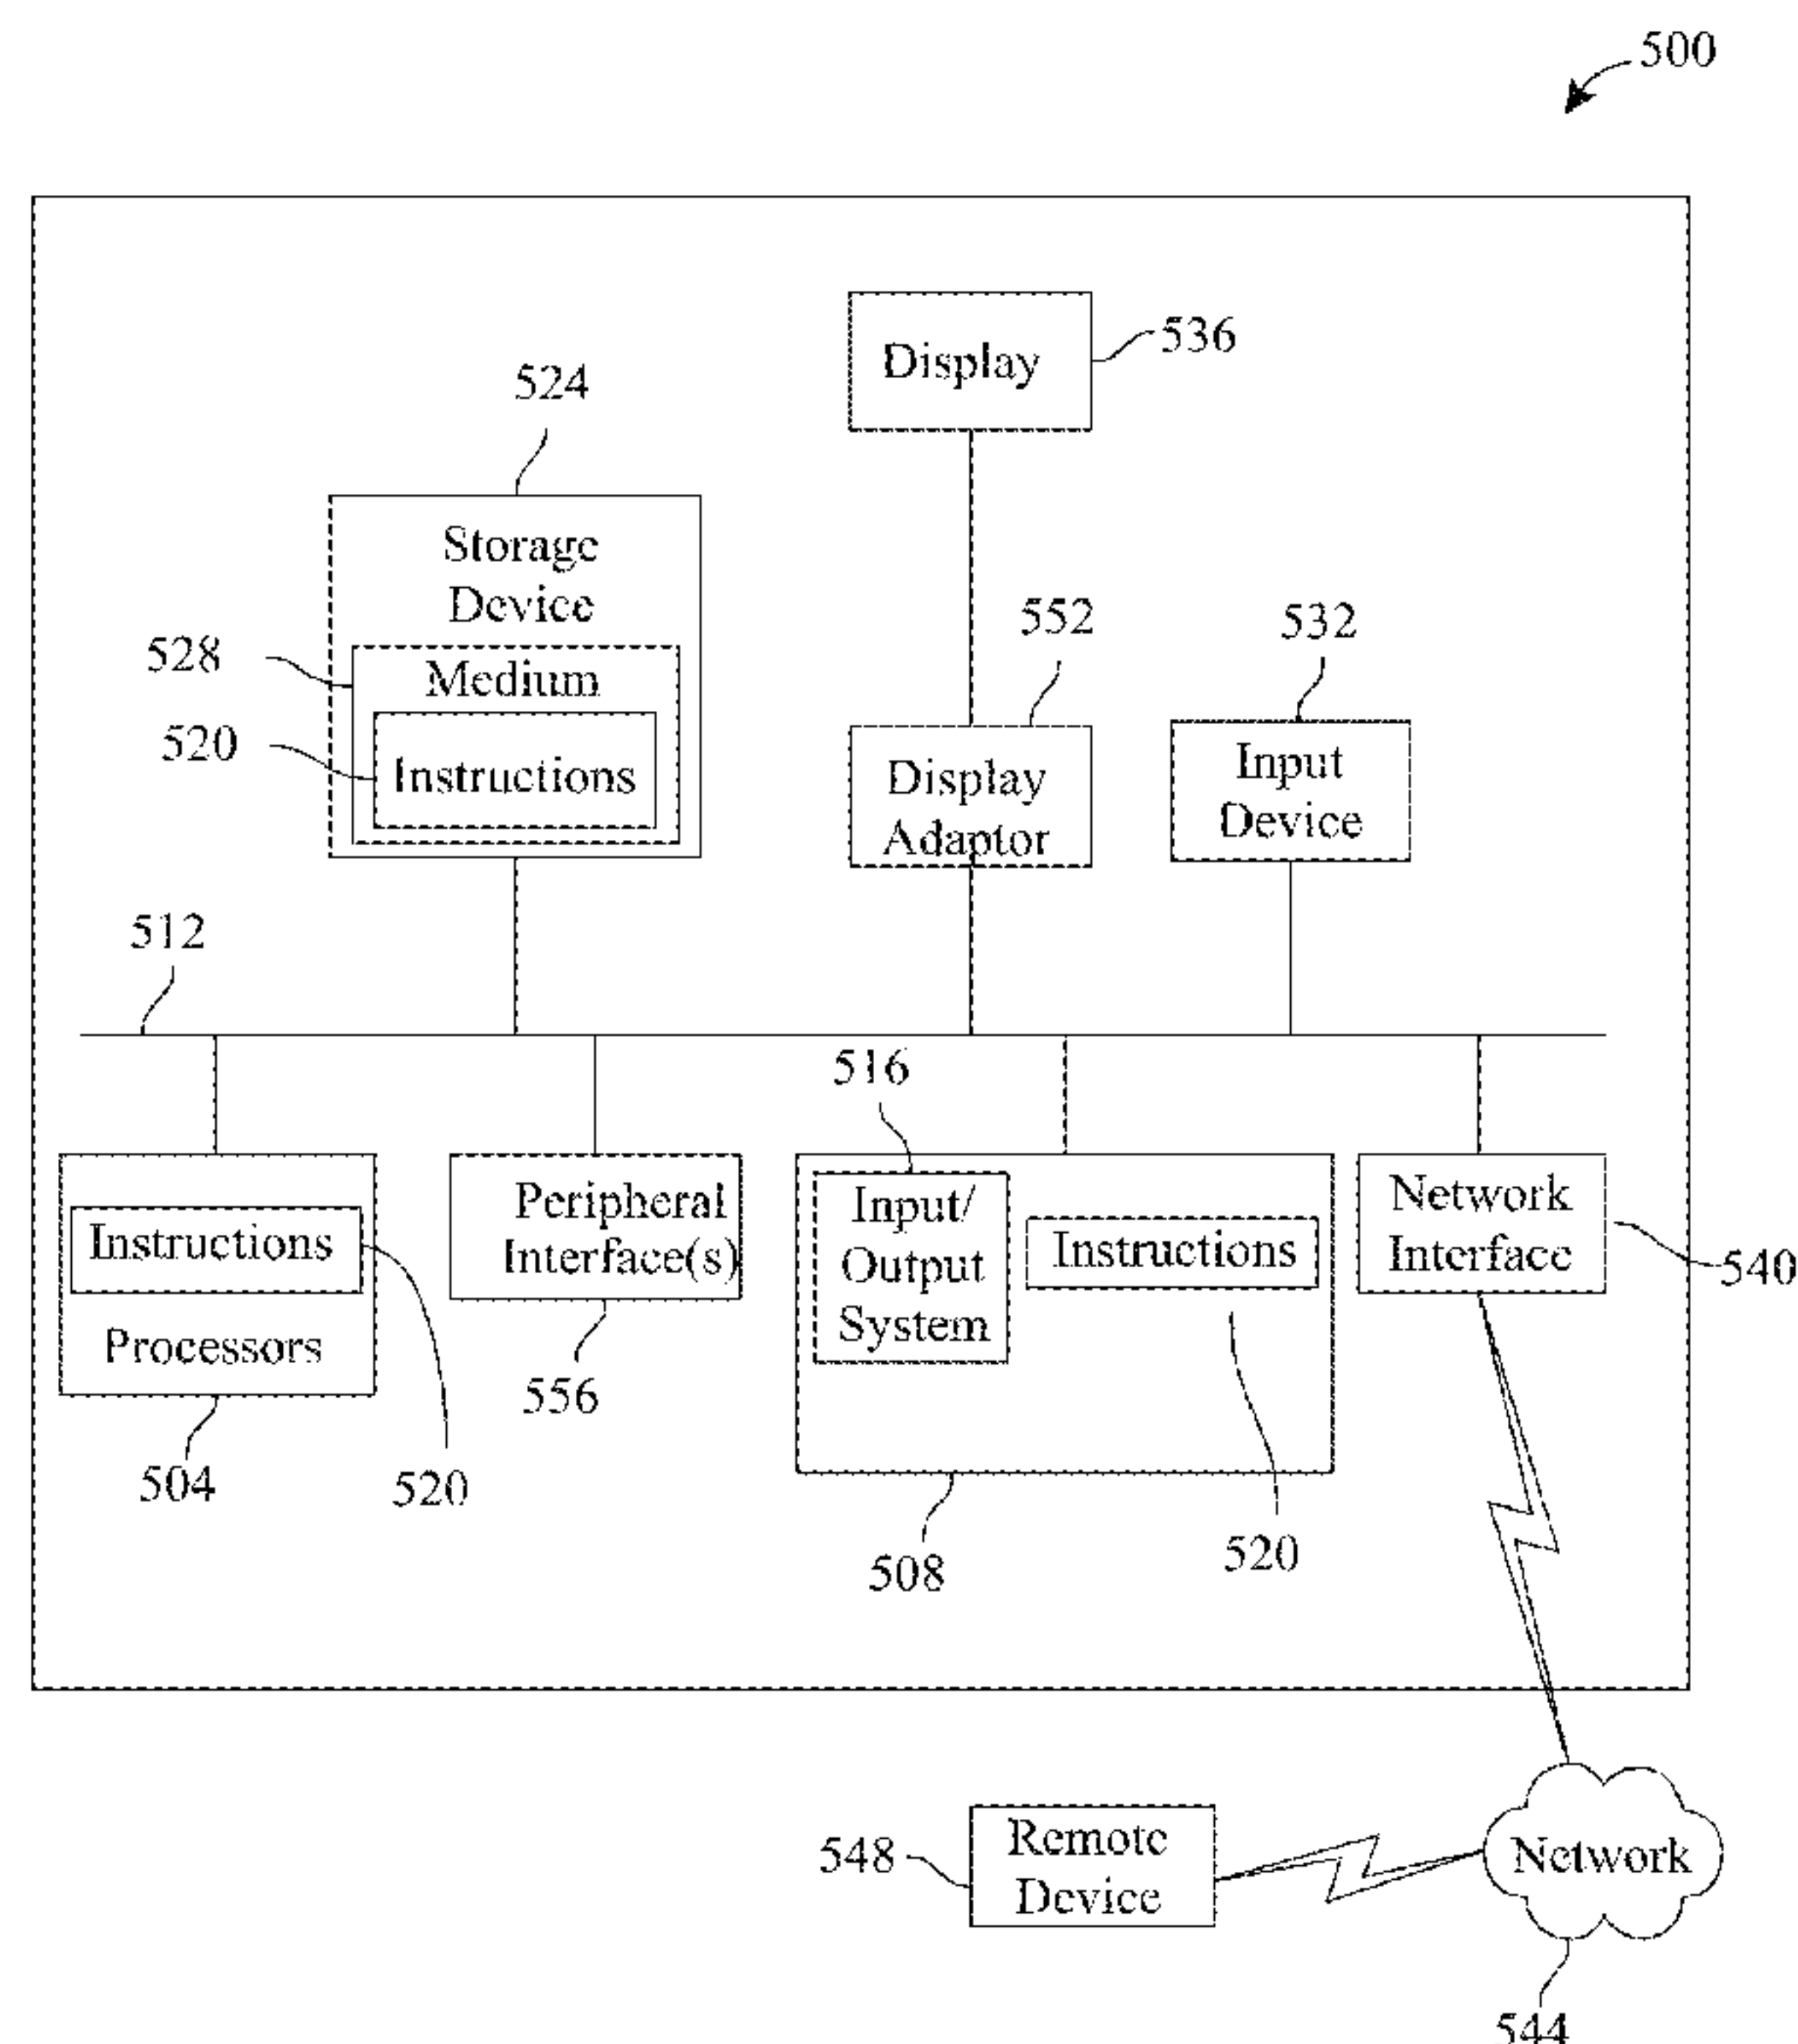 500
Display
536
524
Storage
Device
528
Medium
520
Instructions
552
Display
Adaptor
532
Input
Device
512
516
Instructions
Processors
504
520
Peripheral
Interface(s)
556
Input/
Output
System
Instructions
508
520
Network
Interface
540
548
Remote
Device
Network
544